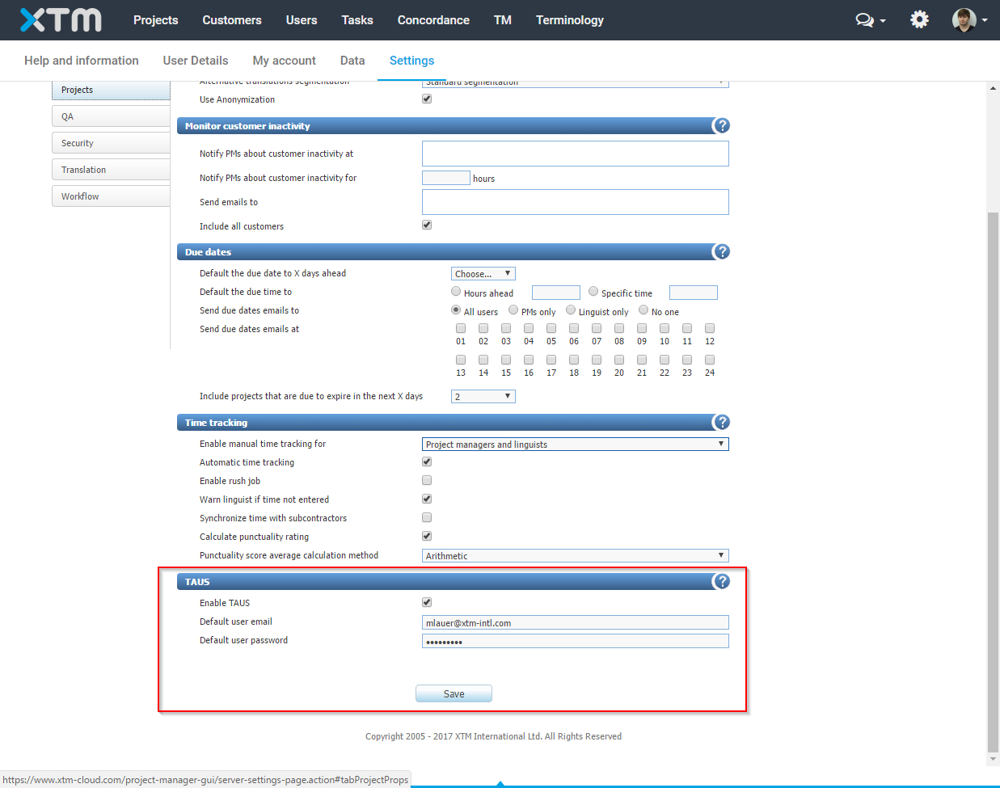 XTM Projects Customers Users Tasks Concordance TM Terminology
Help and information User Details My account Data Settings
Projects
QA
Security
Translation
Workflow
Alternative translations segmentation Standard segmentation
Use Anonymization
Monitor customer inactivity ?
Notify PMs about customer inactivity at
Notify PMs about customer inactivity for hours
Send emails to
Include all customers
Due dates ?
Default the due date to X days ahead Choose...
Default the due time to Hours ahead Specific time
Send due dates emails to All users PMs only Linguist only No one
Send due dates emails at
01 02 03 04 05 06 07 08 09 10 11 12
13 14 15 16 17 18 19 20 21 22 23 24
Include projects that are due to expire in the next X days 2
Time tracking ?
Enable manual time tracking for Project managers and linguists
Automatic time tracking
Enable rush job
Warn linguist if time not entered
Synchronize time with subcontractors
Calculate punctuality rating
Punctuality score average calculation method Arithmetic
TAUS ?
Enable TAUS
Default user email mlauer@xtm-intl.com
Default user password •••••••••
Save
Copyright 2005 - 2017 XTM International Ltd. All Rights Reserved
https://www.xtm-cloud.com/project-manager-gui/server-settings-page.action#tabProjectProps